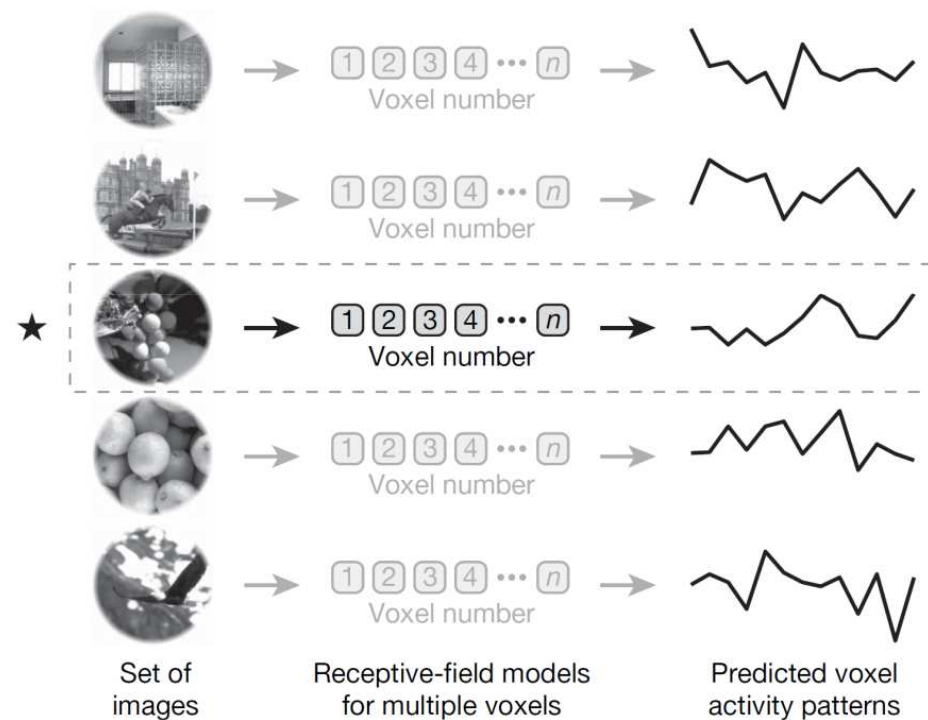 1 2 3 4 ••• n
Voxel number
1 2 3 4 ••• n
Voxel number
★ 1 2 3 4 ••• n
Voxel number
1 2 3 4 ••• n
Voxel number
1 2 3 4 ••• n
Voxel number
Set of images
Receptive-field models for multiple voxels
Predicted voxel activity patterns